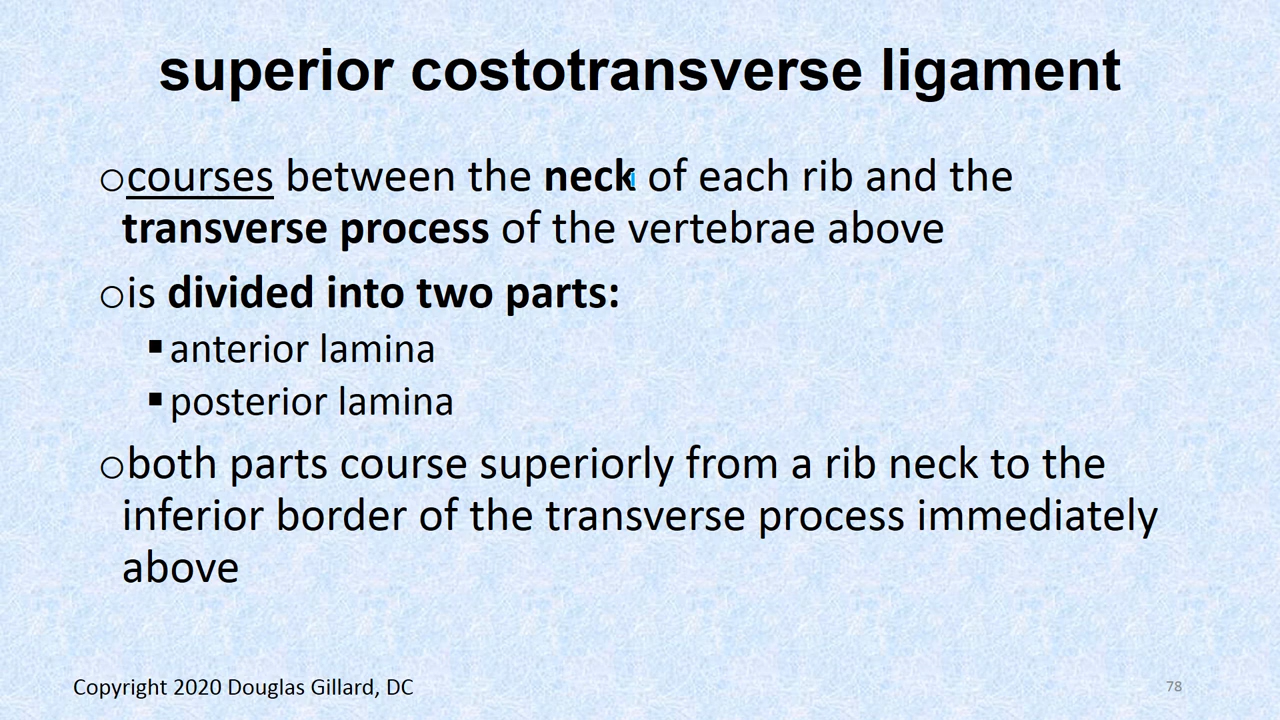 superior costotransverse ligament
○courses between the neck of each rib and the
transverse process of the vertebrae above
○is divided into two parts:
▪anterior lamina
▪posterior lamina
○both parts course superiorly from a rib neck to the
inferior border of the transverse process immediately
above
Copyright 2020 Douglas Gillard, DC
78